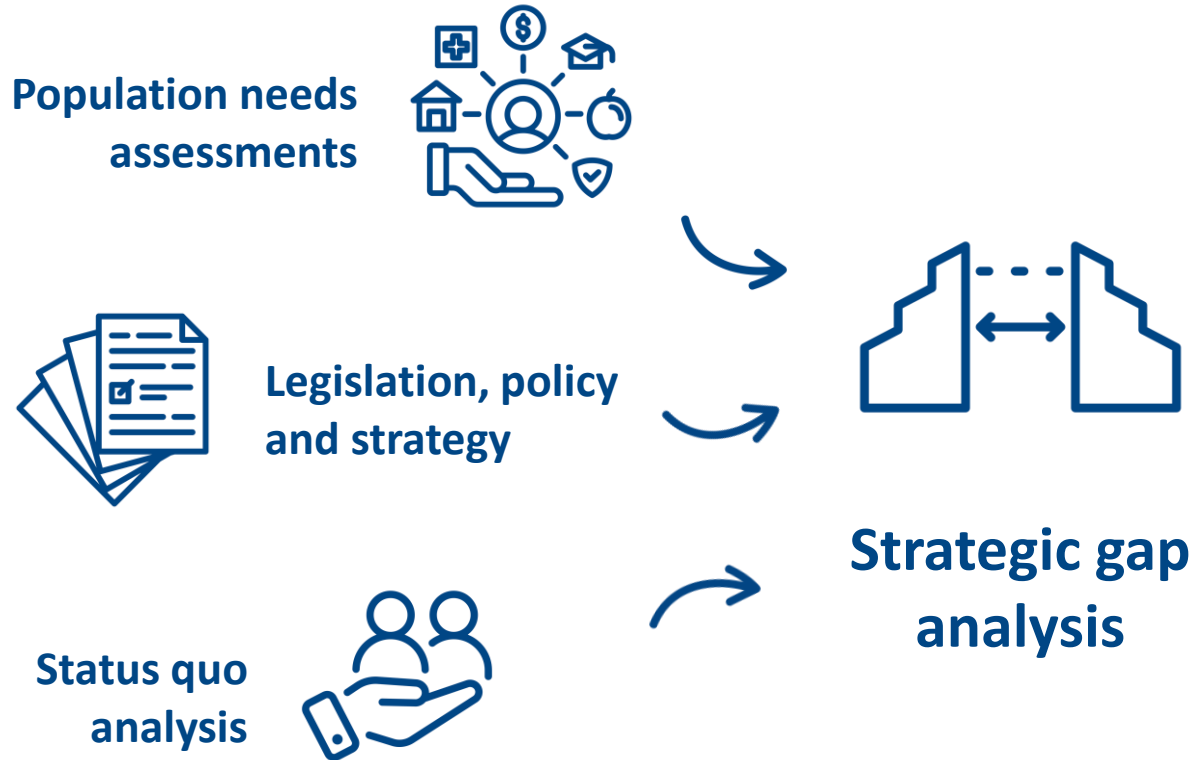 Population needs
assessments
Legislation, policy
and strategy
Status quo
analysis
Strategic gap
analysis